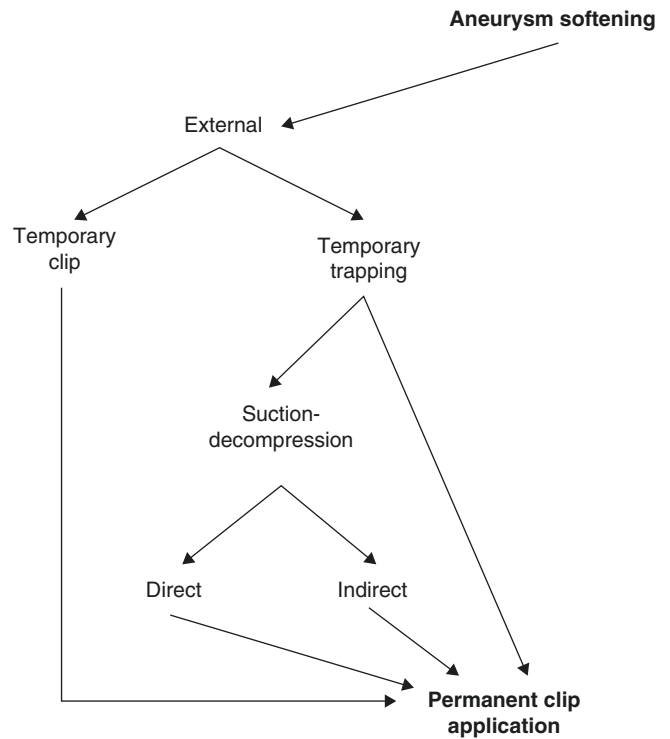 Aneurysm softening
External
Temporary
clip
Temporary
trapping
Suction-
decompression
Direct
Indirect
Permanent clip
application